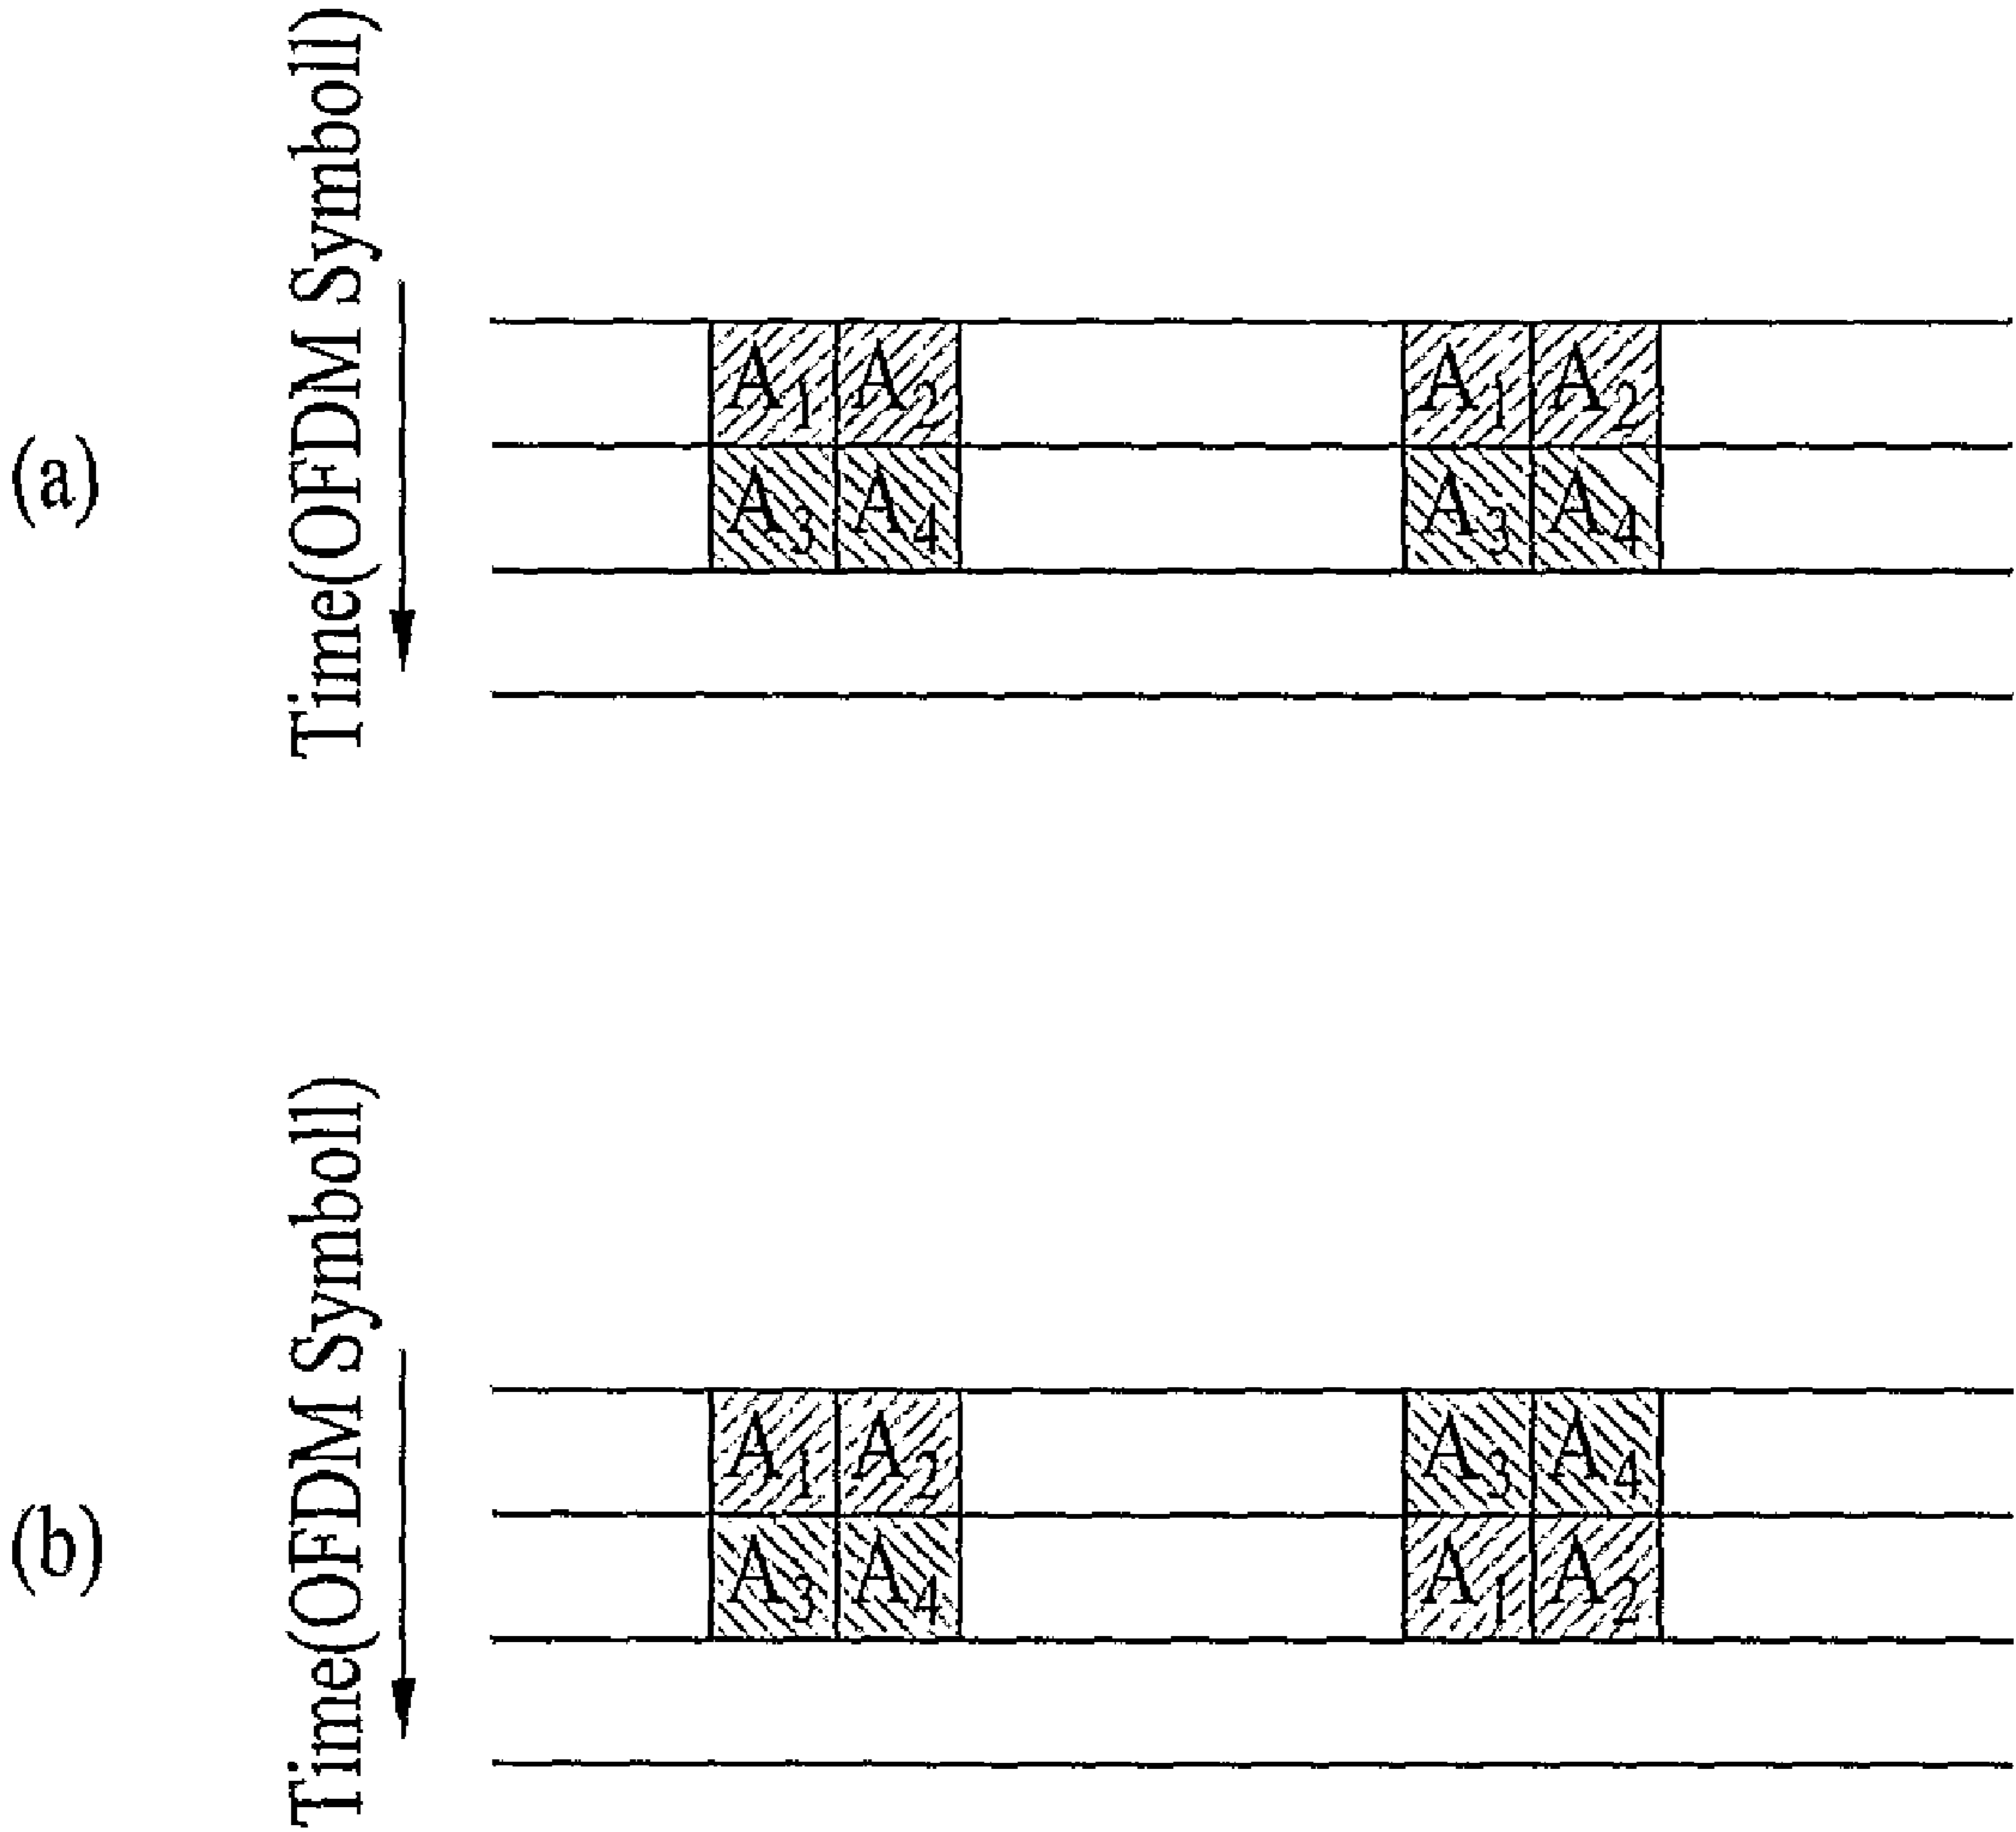 (a)
Time(OFDM Symboll)
A1 A2 A1 A2
A3 A4 A3 A4
(b)
Time(OFDM Symboll)
A1 A2 A3 A4
A3 A4 A1 A2